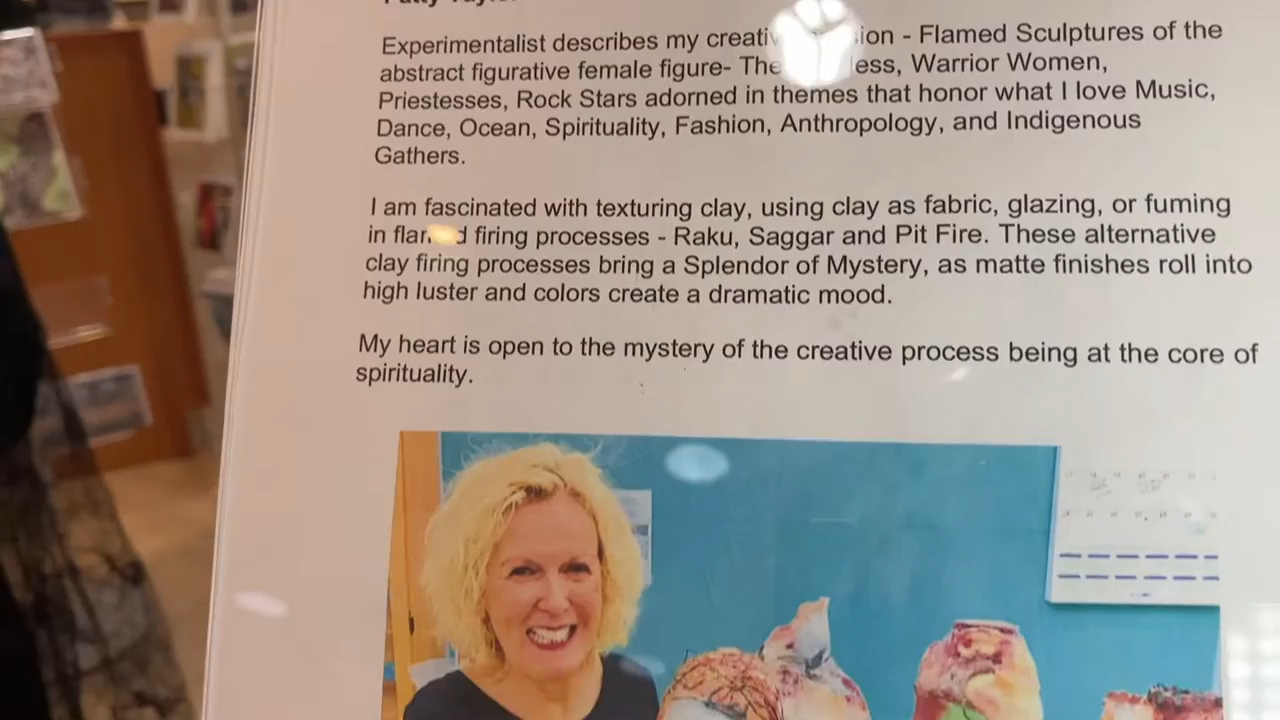 Experimentalist describes my ion - Flamed Sculptures of the
abstract figurative female figure- The ess, Warrior Women,
Priestesses, Rock Stars adorned in themes that honor what I love Music,
Dance, Ocean, Spirituality, Fashion, Anthropology, and Indigenous
Gathers.
I am fascinated with texturing clay, using clay as fabric, glazing, or fuming
in firing processes - Raku, Saggar and Pit Fire. These alternative
clay firing processes bring a Splendor of Mystery, as matte finishes roll into
high luster and colors create a dramatic mood.
My heart is open to the mystery of the creative process being at the core of
spirituality.